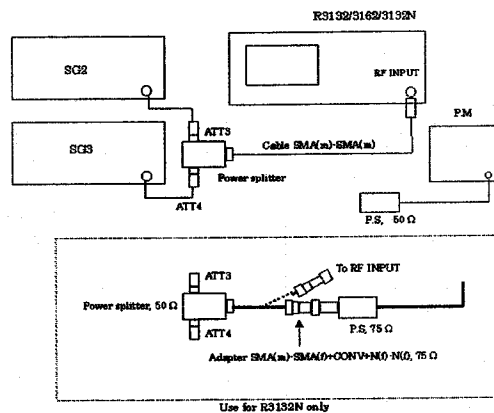 R3132/3162/3132N
SG2
RF INPUT
P.M
SG3
ATT3
Cable SMA(m)-SMA(m)
Power splitter
ATT4
P.S, 50 Ω
ATT3
To RF INPUT
Power splitter, 50 Ω
ATT4
P.S, 75 Ω
Adapter SMA(m)-SMA(f)+CONV+N(f)-N(f), 75 Ω
Use for R3132N only